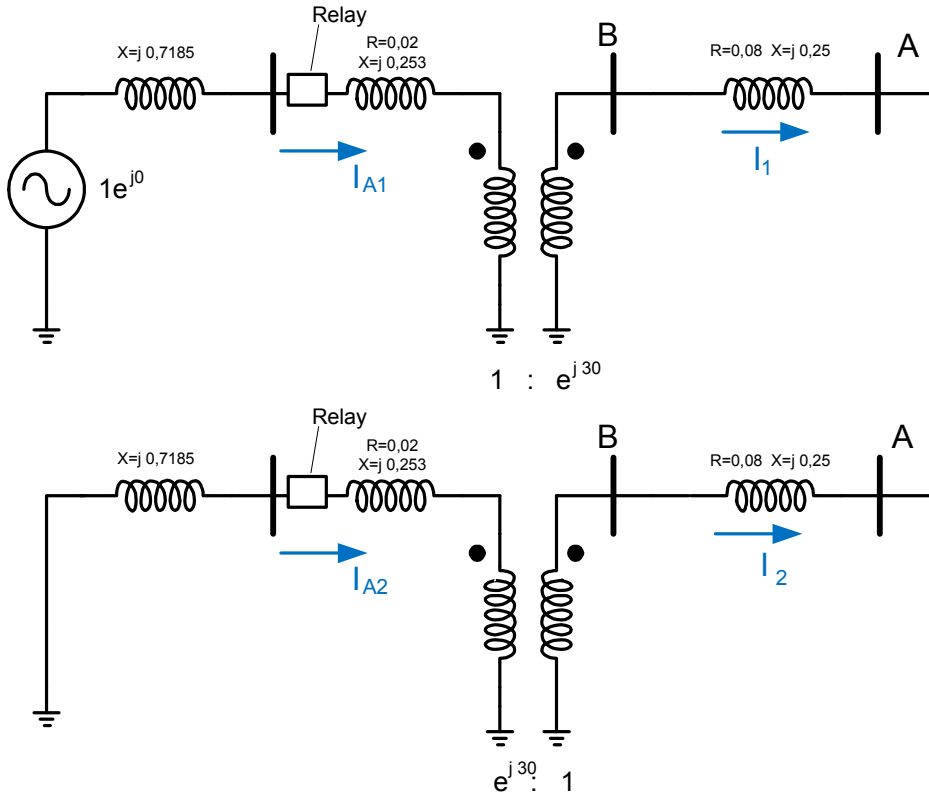 Relay
X=j 0,7185
R=0,02
X=j 0,253
B
R=0,08 X=j 0,25
A
1e^j0
I_A1
I_1
1 : e^j 30
Relay
X=j 0,7185
R=0,02
X=j 0,253
B
R=0,08 X=j 0,25
A
I_A2
I_2
e^j 30 : 1